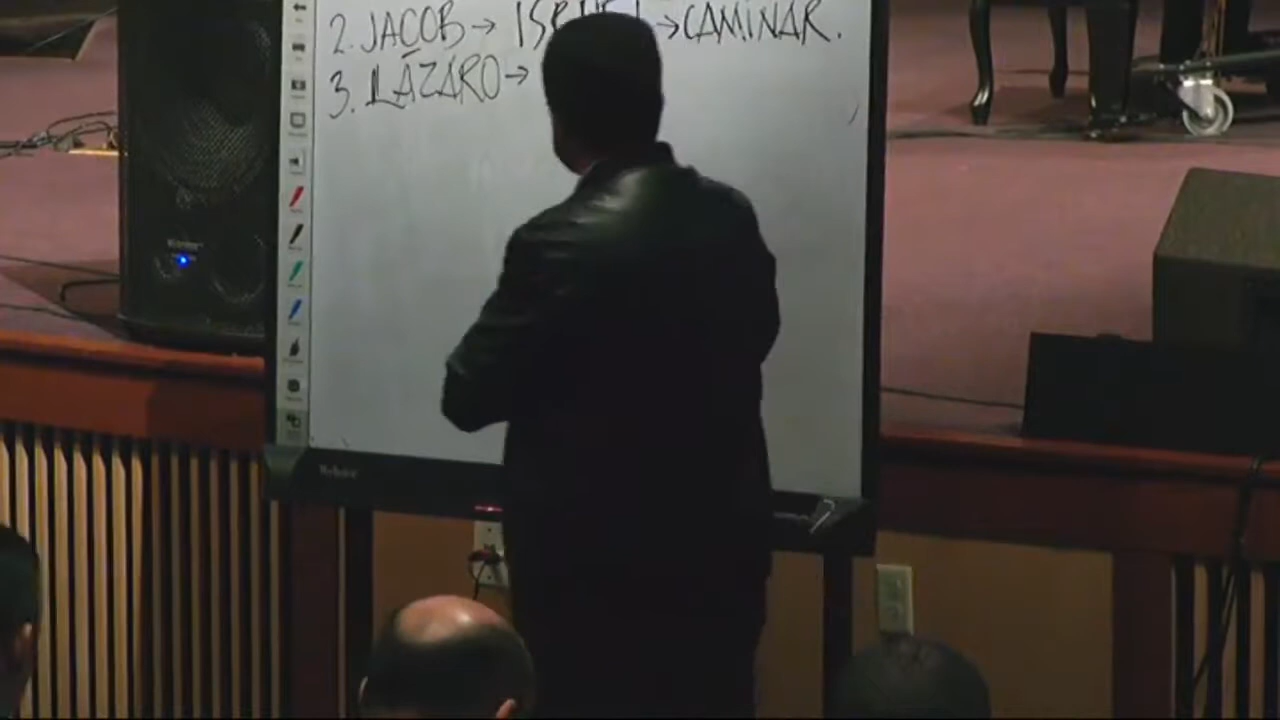 2. JACOB → → CAMINAR.
3. LÁZARO →